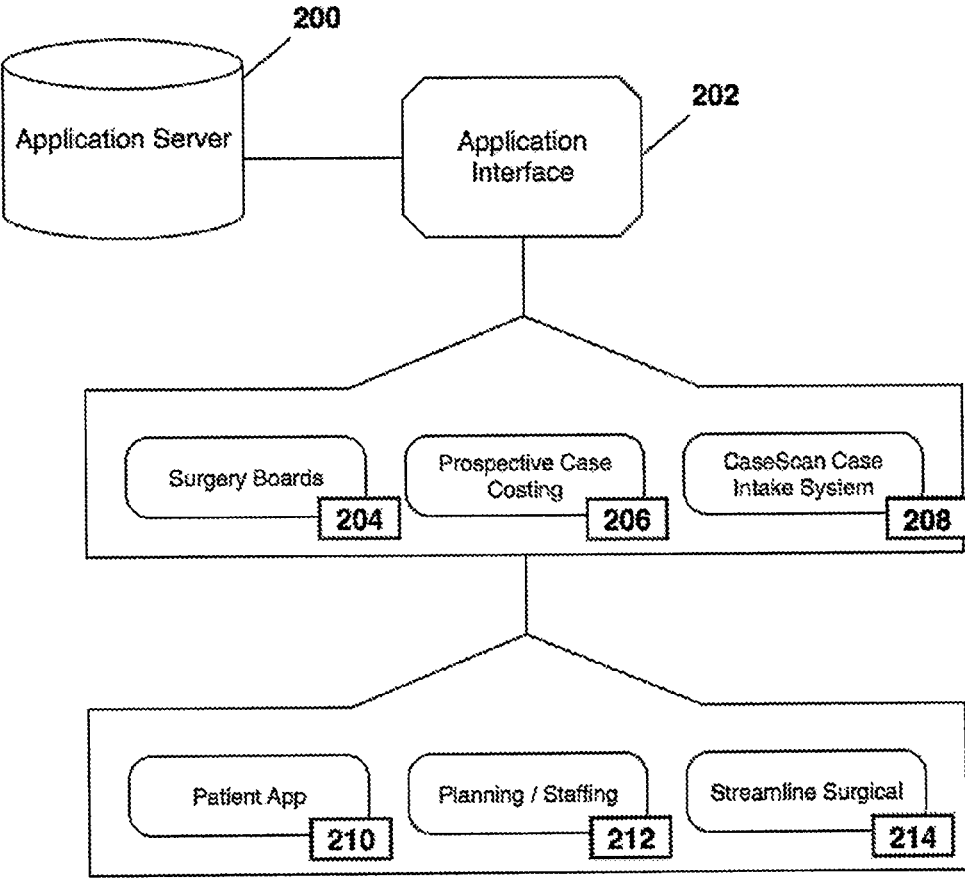 200
Application Server
202
Application
Interface
Surgery Boards
204
Prospective Case
Costing
206
CaseScan Case
Intake System
208
Patient App
210
Planning / Staffing
212
Streamline Surgical
214